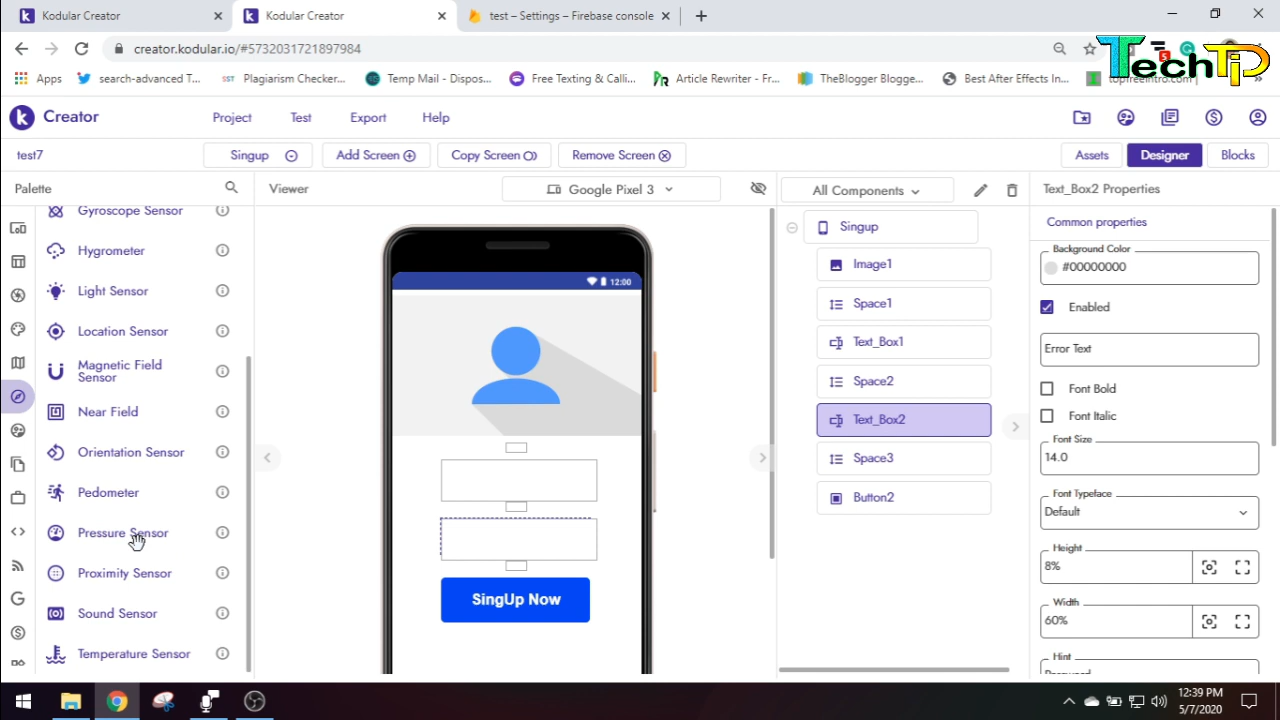 Kodular Creator
Kodular Creator
test – Settings – Firebase console
creator.kodular.io/#5732031721897984
5
TechTip
Apps
search-advanced T...
SST
Plagiarism Checker...
Temp Mail - Dispos...
Free Texting & Calli...
Article Rewriter - Fr...
TheBlogger Blogge...
Best After Effects In...
topfreeintro.com |
Creator
Project
Test
Export
Help
test7
Singup
Add Screen
Copy Screen
Remove Screen
Assets
Designer
Blocks
Palette
Viewer
Google Pixel 3
All Components
Text_Box2 Properties
Gyroscope Sensor
Hygrometer
Light Sensor
Location Sensor
Magnetic Field
Sensor
Near Field
Orientation Sensor
Pedometer
Pressure Sensor
Proximity Sensor
Sound Sensor
Temperature Sensor
12:00
SingUp Now
Singup
Image1
Space1
Text_Box1
Space2
Text_Box2
Space3
Button2
Common properties
Background Color
#00000000
Enabled
Error Text
Font Bold
Font Italic
Font Size
14.0
Font Typeface
Default
Height
8%
Width
60%
Hint
Password
12:39 PM
5/7/2020